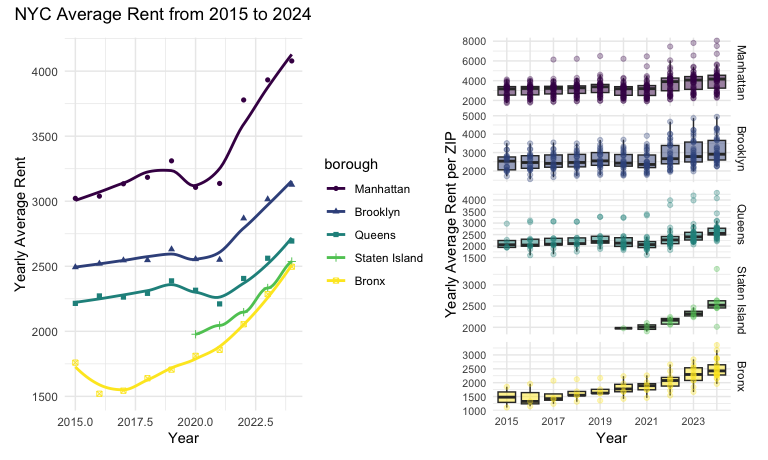 NYC Average Rent from 2015 to 2024
Yearly Average Rent
4000
3500
3000
2500
2000
1500
2015.0
2017.5
2020.0
2022.5
Year
borough
Manhattan
Brooklyn
Queens
Staten Island
Bronx
Yearly Average Rent per ZIP
8000
6000
4000
2000
Manhattan
5000
4000
3000
2000
Brooklyn
4000
3500
3000
2500
2000
1500
Queens
3000
2000
Staten Island
3000
2500
2000
1500
1000
Bronx
2015
2017
2019
2021
2023
Year